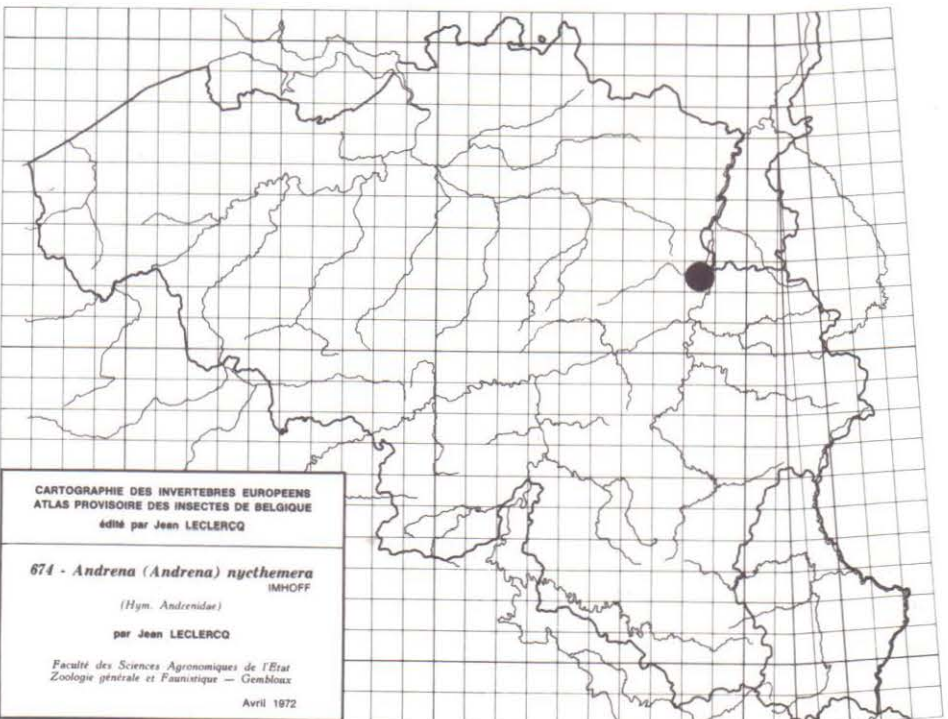 CARTOGRAPHIE DES INVERTEBRES EUROPEENS
ATLAS PROVISOIRE DES INSECTES DE BELGIQUE
édité par Jean LECLERCQ
674 - Andrena (Andrena) nycthemera
IMHOFF
(Hym. Andrenidae)
par Jean LECLERCQ
Faculté des Sciences Agronomiques de l'Etat
Zoologie générale et Faunistique — Gembloux
Avril 1972